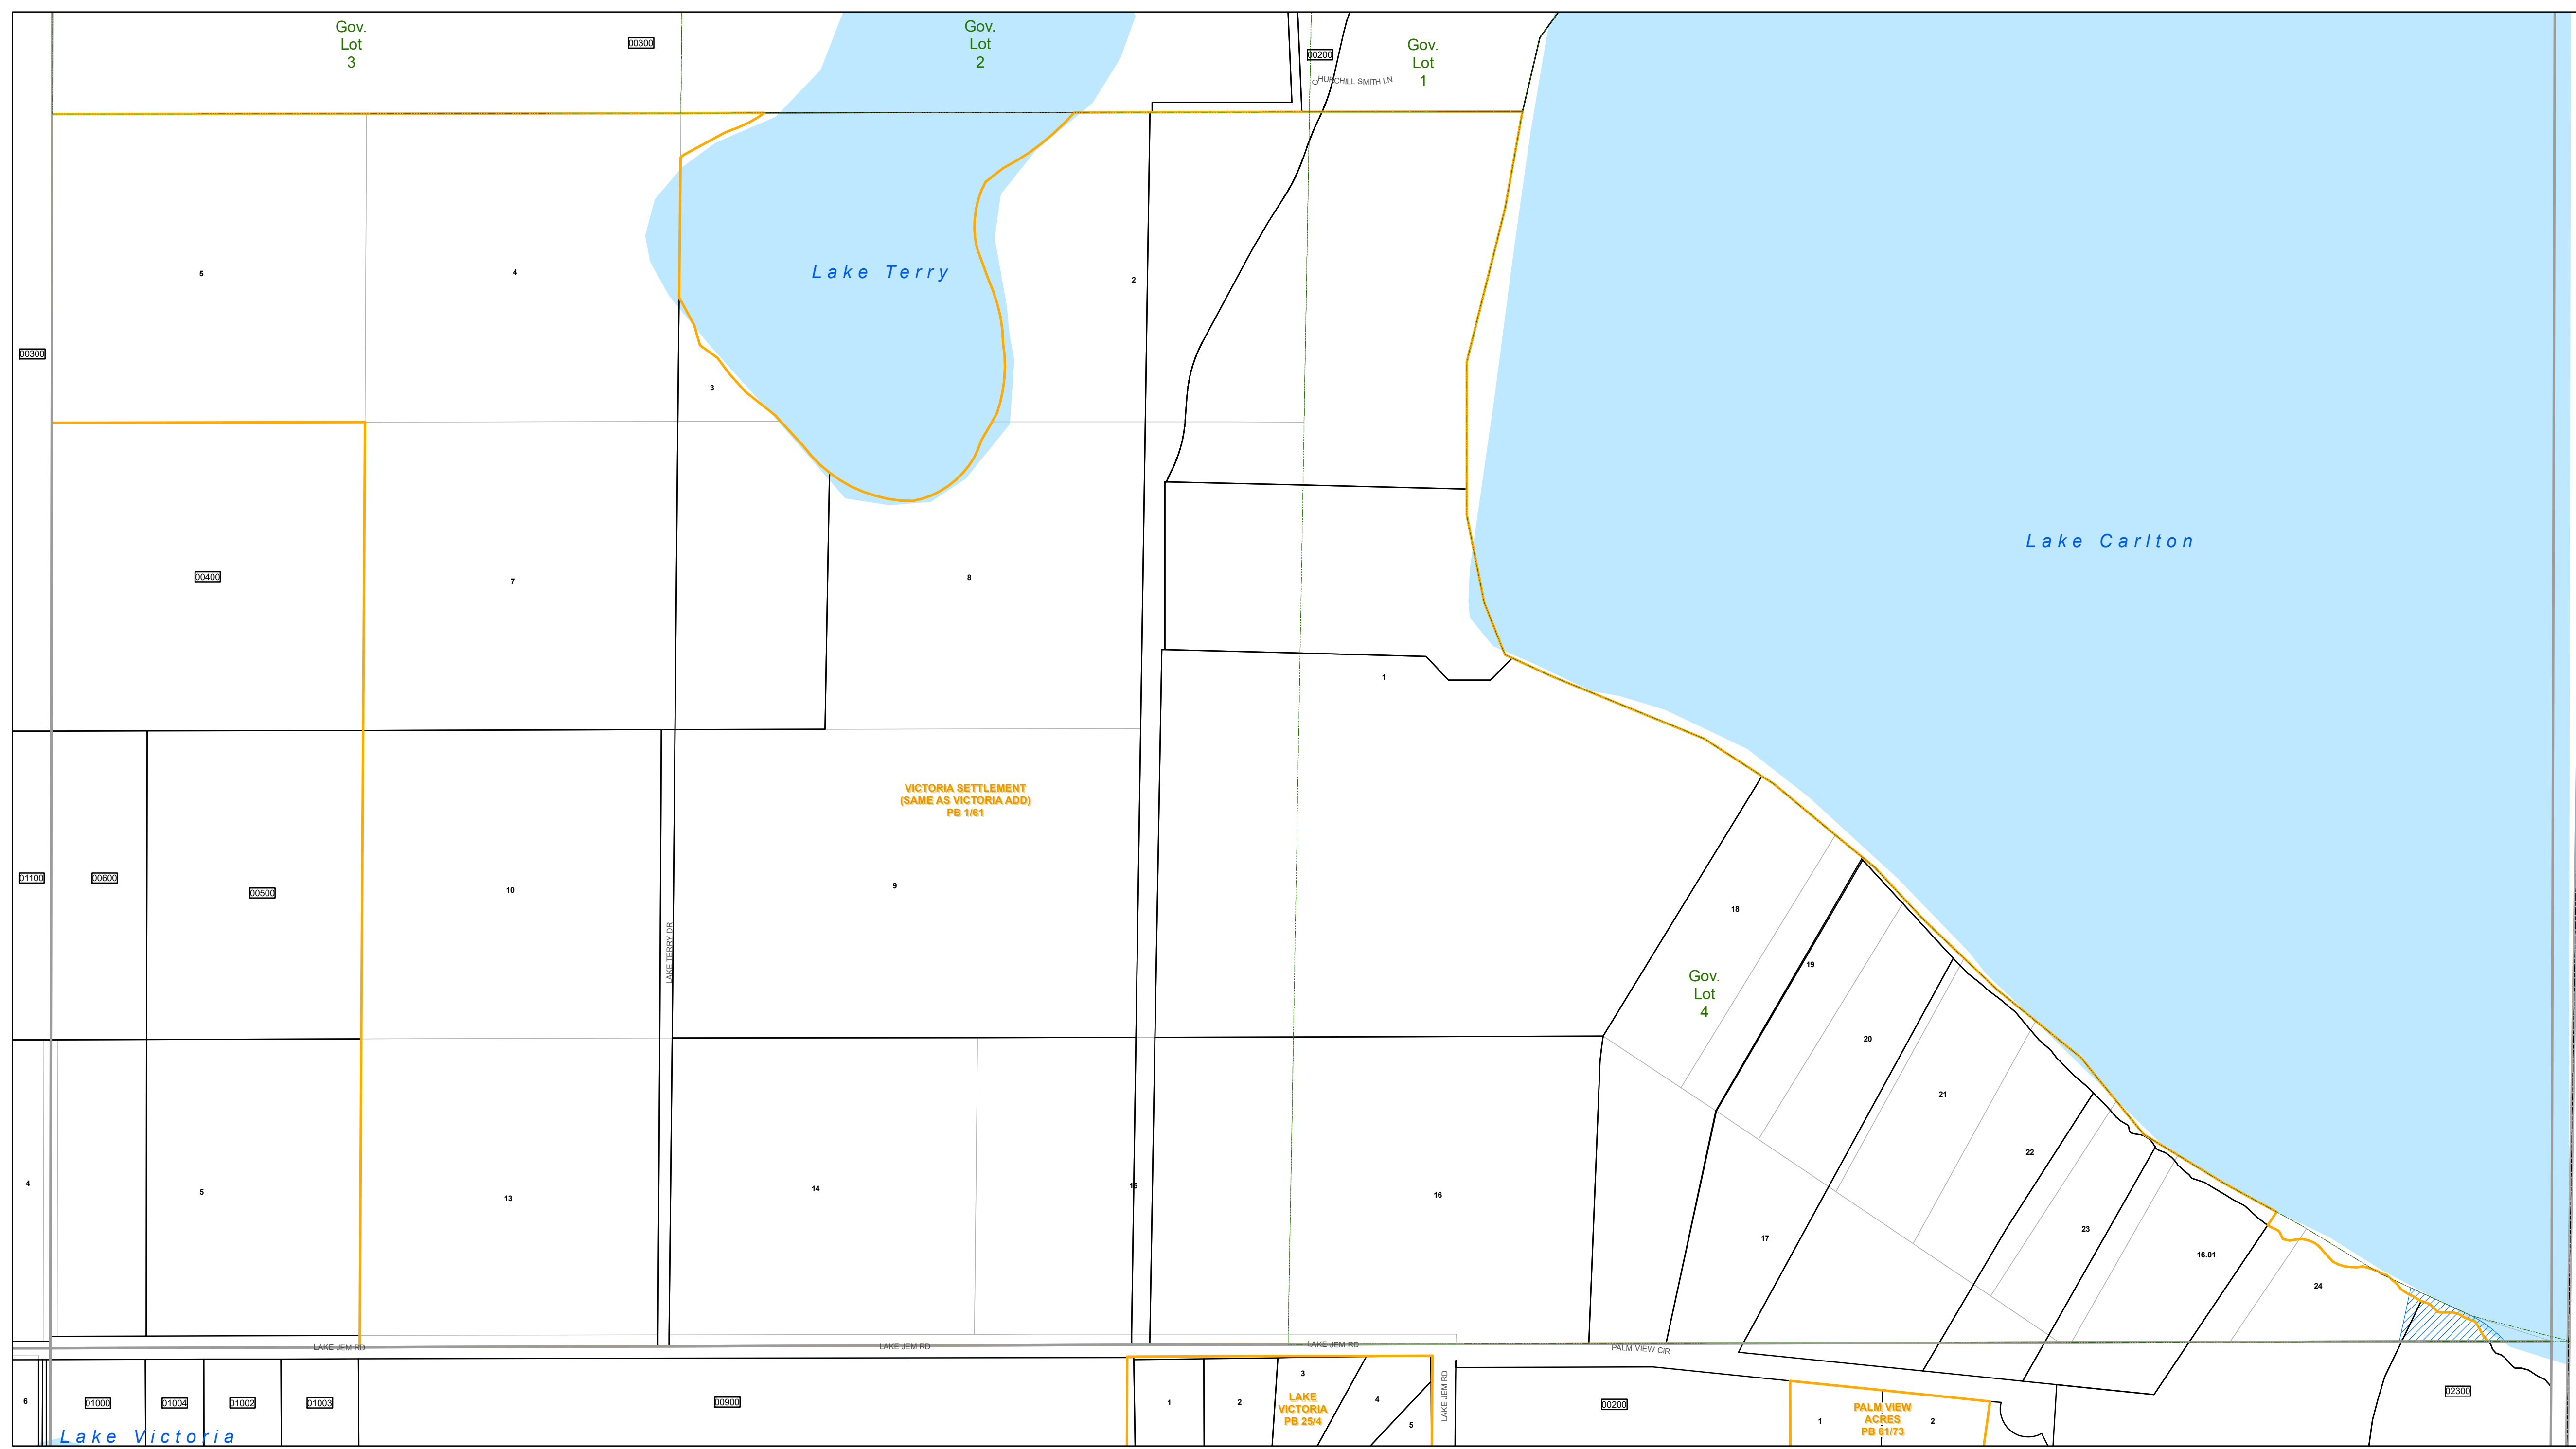 Gov.
Lot
3
00300
Gov.
Lot
2
00200
Gov.
Lot
1
CHURCHILL SMITH LN
5
4
Lake Terry
2
00300
3
Lake Carlton
00400
7
8
1
VICTORIA SETTLEMENT
(SAME AS VICTORIA ADD)
PB 1/61
01100
00600
00500
10
9
LAKE TERRY DR
18
19
Gov.
Lot
4
20
21
22
4
5
13
14
15
16
17
23
16.01
24
LAKE JEM RD
LAKE JEM RD
LAKE JEM RD
PALM VIEW CIR
6
01000
01004
01002
01003
00900
1
2
3
LAKE
VICTORIA
PB 25/4
4
5
LAKE JEM RD
00200
1
PALM VIEW
ACRES
PB 61/73
2
02300
Lake Victoria